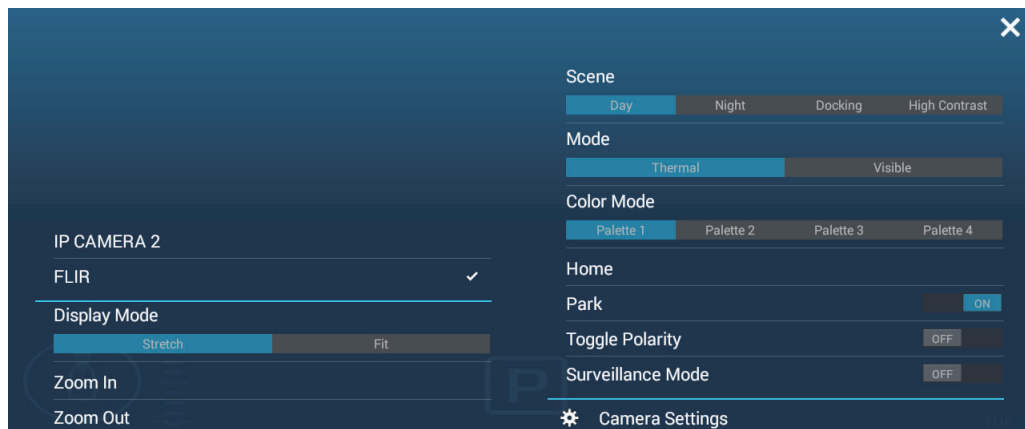 IP CAMERA 2
FLIR
Display Mode
Stretch Fit
Zoom In
Zoom Out
Scene
Day Night Docking High Contrast
Mode
Thermal Visible
Color Mode
Palette 1 Palette 2 Palette 3 Palette 4
Home
Park ON
Toggle Polarity OFF
Surveillance Mode OFF
Camera Settings
P